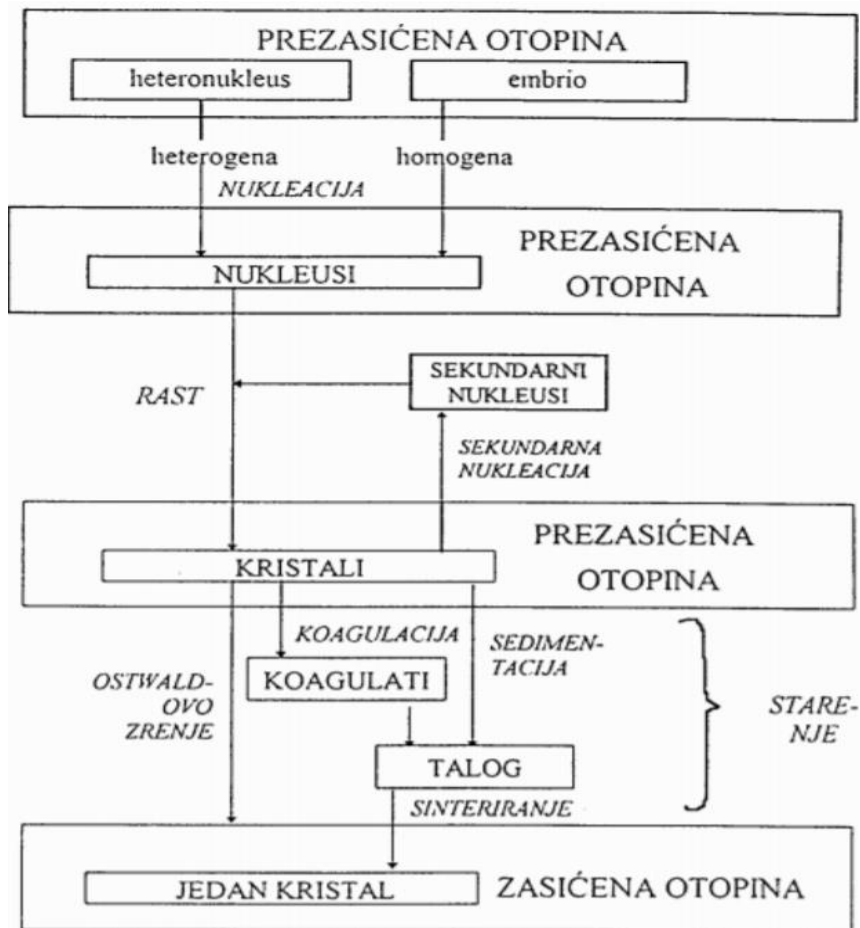 PREZASIĆENA OTOPINA
heteronukleus
embrio
heterogena
homogena
NUKLEACIJA
PREZASIĆENA
OTOPINA
NUKLEUSI
RAST
SEKUNDARNI
NUKLEUSI
SEKUNDARNA
NUKLEACIJA
PREZASIĆENA
OTOPINA
KRISTALI
KOAGULACIJA
SEDIMEN-
TACIJA
OSTWALD-
OVO
ZRENJE
KOAGULATI
STARE-
NJE
TALOG
SINTERIRANJE
JEDAN KRISTAL
ZASIĆENA OTOPINA